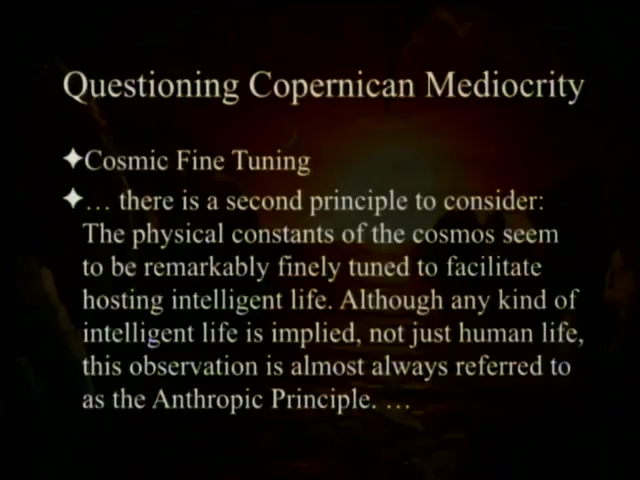 Questioning Copernican Mediocrity
Cosmic Fine Tuning
… there is a second principle to consider:
The physical constants of the cosmos seem
to be remarkably finely tuned to facilitate
hosting intelligent life. Although any kind of
intelligent life is implied, not just human life,
this observation is almost always referred to
as the Anthropic Principle. …